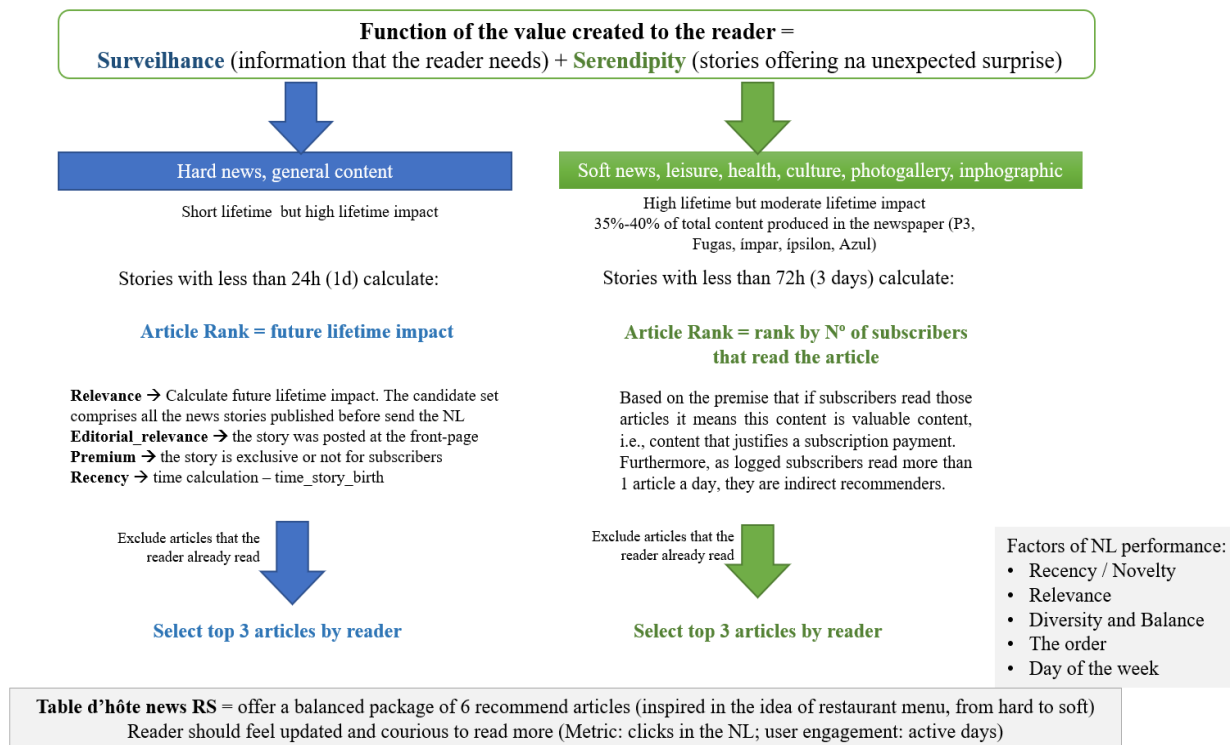 Function of the value created to the reader =
Surveilhance (information that the reader needs) + Serendipity (stories offering na unexpected surprise)
Hard news, general content
Short lifetime but high lifetime impact
Stories with less than 24h (1d) calculate:
Article Rank = future lifetime impact
Relevance → Calculate future lifetime impact. The candidate set
comprises all the news stories published before send the NL
Editorial_relevance → the story was posted at the front-page
Premium → the story is exclusive or not for subscribers
Recency → time calculation – time_story_birth
Exclude articles that the
reader already read
Select top 3 articles by reader
Soft news, leisure, health, culture, photogallery, inphographic
High lifetime but moderate lifetime impact
35%-40% of total content produced in the newspaper (P3,
Fugas, ímpar, ípsilon, Azul)
Stories with less than 72h (3 days) calculate:
Article Rank = rank by Nº of subscribers
that read the article
Based on the premise that if subscribers read those
articles it means this content is valuable content,
i.e., content that justifies a subscription payment.
Furthermore, as logged subscribers read more than
1 article a day, they are indirect recommenders.
Exclude articles that the
reader already read
Select top 3 articles by reader
Factors of NL performance:
• Recency / Novelty
• Relevance
• Diversity and Balance
• The order
• Day of the week
Table d’hôte news RS = offer a balanced package of 6 recommend articles (inspired in the idea of restaurant menu, from hard to soft)
Reader should feel updated and courious to read more (Metric: clicks in the NL; user engagement: active days)